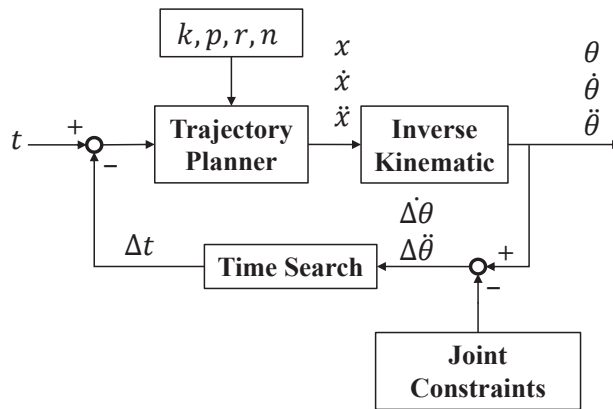 k, p, r, n
x
ẋ
ẍ
θ
θ̇
θ̈
t
+
−
Trajectory
Planner
Inverse
Kinematic
Δθ̇
Δθ̈
Δt
Time Search
+
−
Joint
Constraints